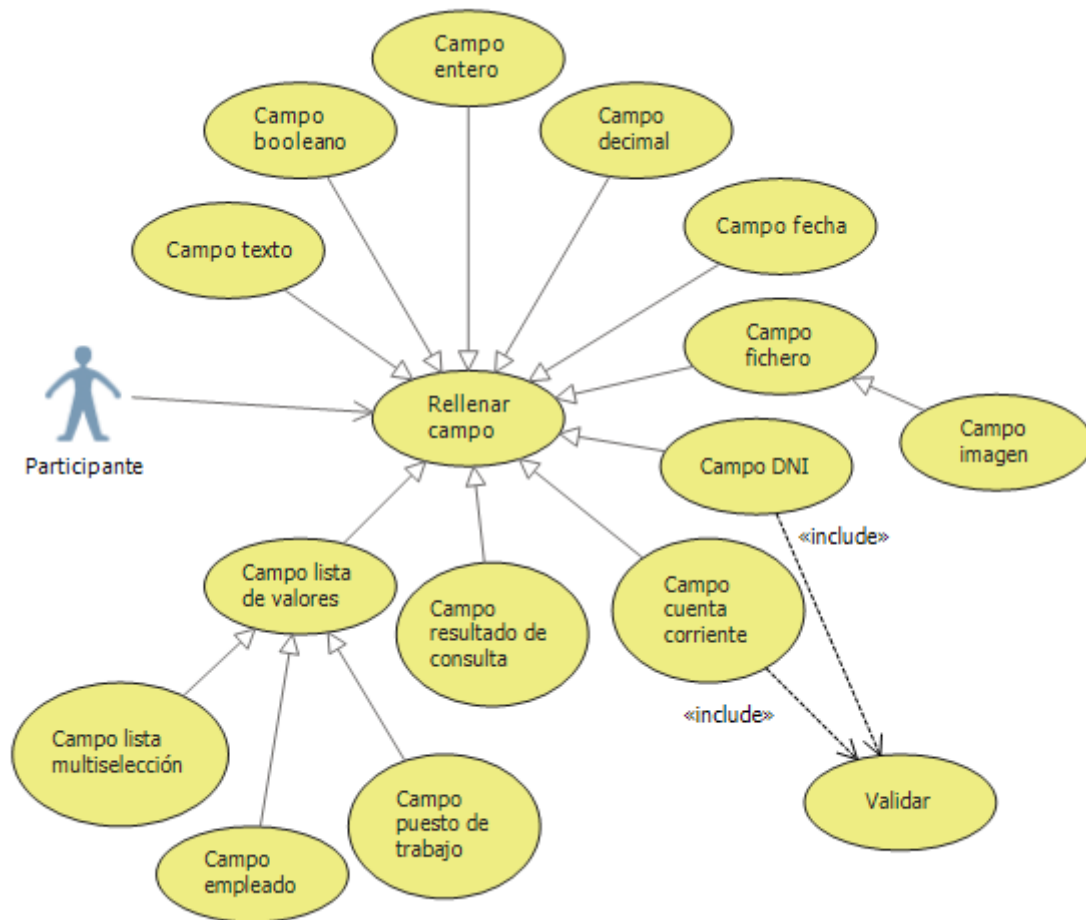 Campo
entero
Campo
booleano
Campo
decimal
Campo texto
Campo fecha
Campo
fichero
Rellenar
campo
Campo
imagen
Participante
Campo DNI
«include»
Campo lista
de valores
Campo
resultado de
consulta
Campo
cuenta
corriente
«include»
Campo lista
multiselección
Campo
puesto de
trabajo
Validar
Campo
empleado